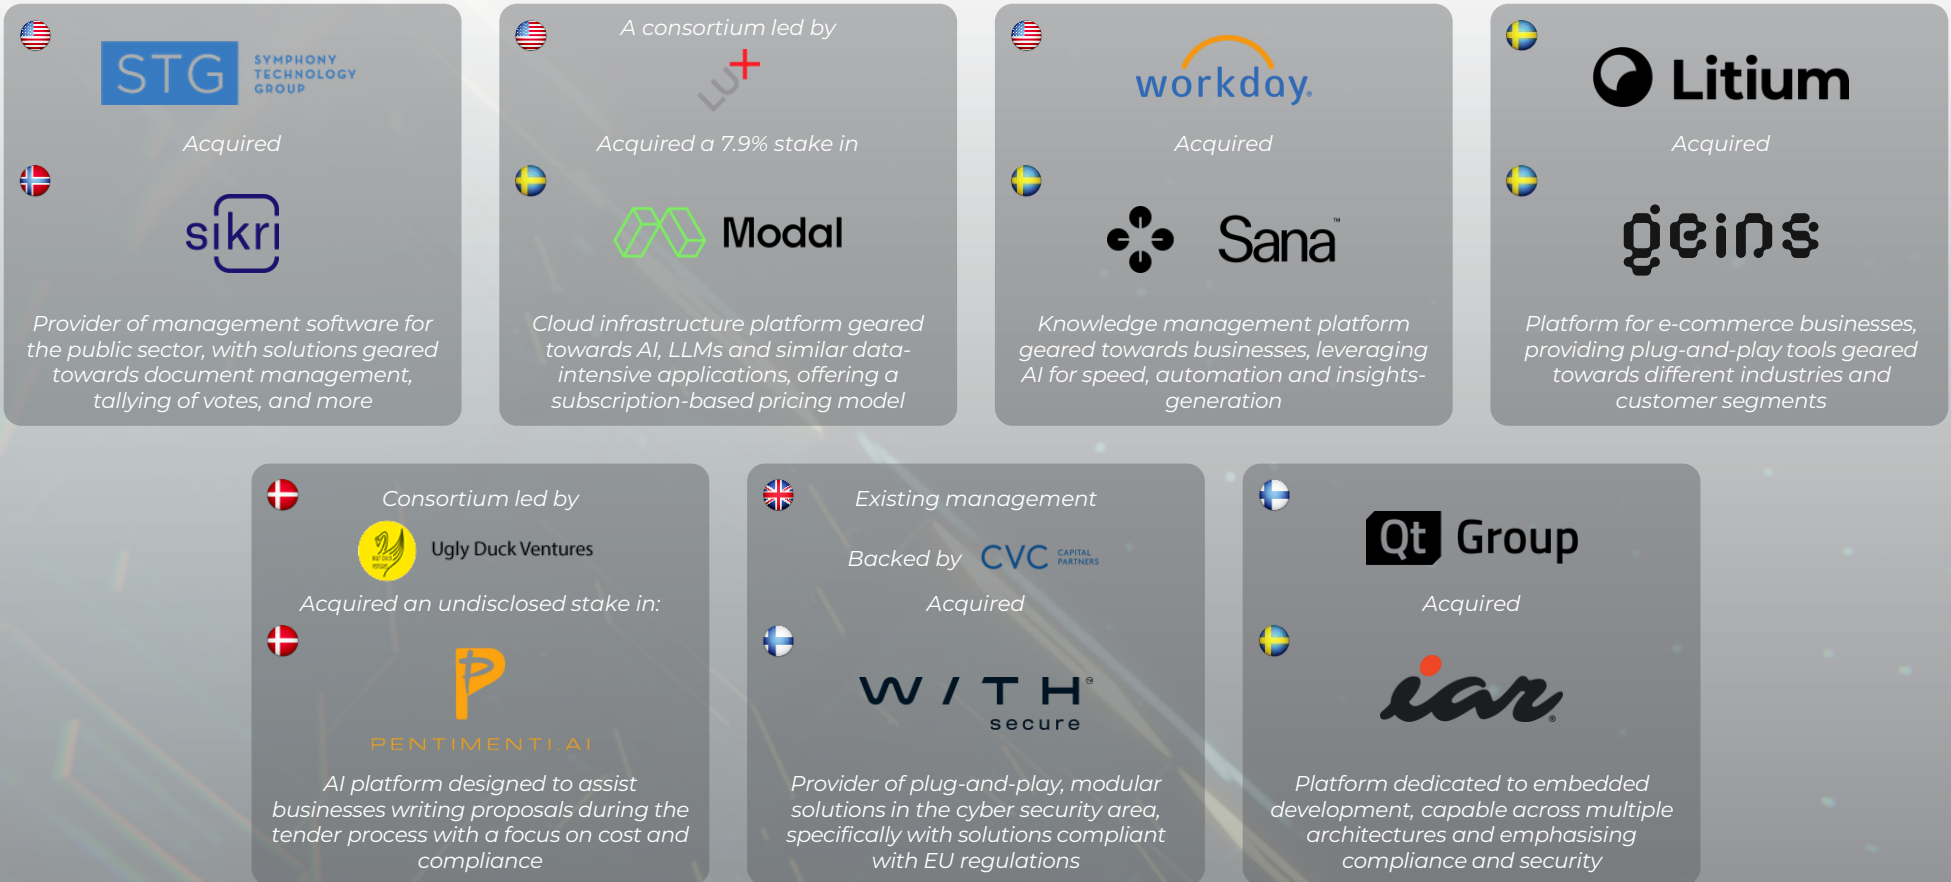 STG SYMPHONY
TECHNOLOGY
GROUP
Acquired
sikri
Provider of management software for
the public sector, with solutions geared
towards document management,
tallying of votes, and more
A consortium led by
LU+
Acquired a 7.9% stake in
Modal
Cloud infrastructure platform geared
towards AI, LLMs and similar data-
intensive applications, offering a
subscription-based pricing model
workday®
Acquired
Sana™
Knowledge management platform
geared towards businesses, leveraging
AI for speed, automation and insights-
generation
Litium
Acquired
geins
Platform for e-commerce businesses,
providing plug-and-play tools geared
towards different industries and
customer segments
Consortium led by
Ugly Duck Ventures
Acquired an undisclosed stake in:
P
PENTIMENTI.AI
AI platform designed to assist
businesses writing proposals during the
tender process with a focus on cost and
compliance
Existing management
Backed by CVC CAPITAL
PARTNERS
Acquired
W/TH
secure
Provider of plug-and-play, modular
solutions in the cyber security area,
specifically with solutions compliant
with EU regulations
Qt Group
Acquired
iar®
Platform dedicated to embedded
development, capable across multiple
architectures and emphasising
compliance and security